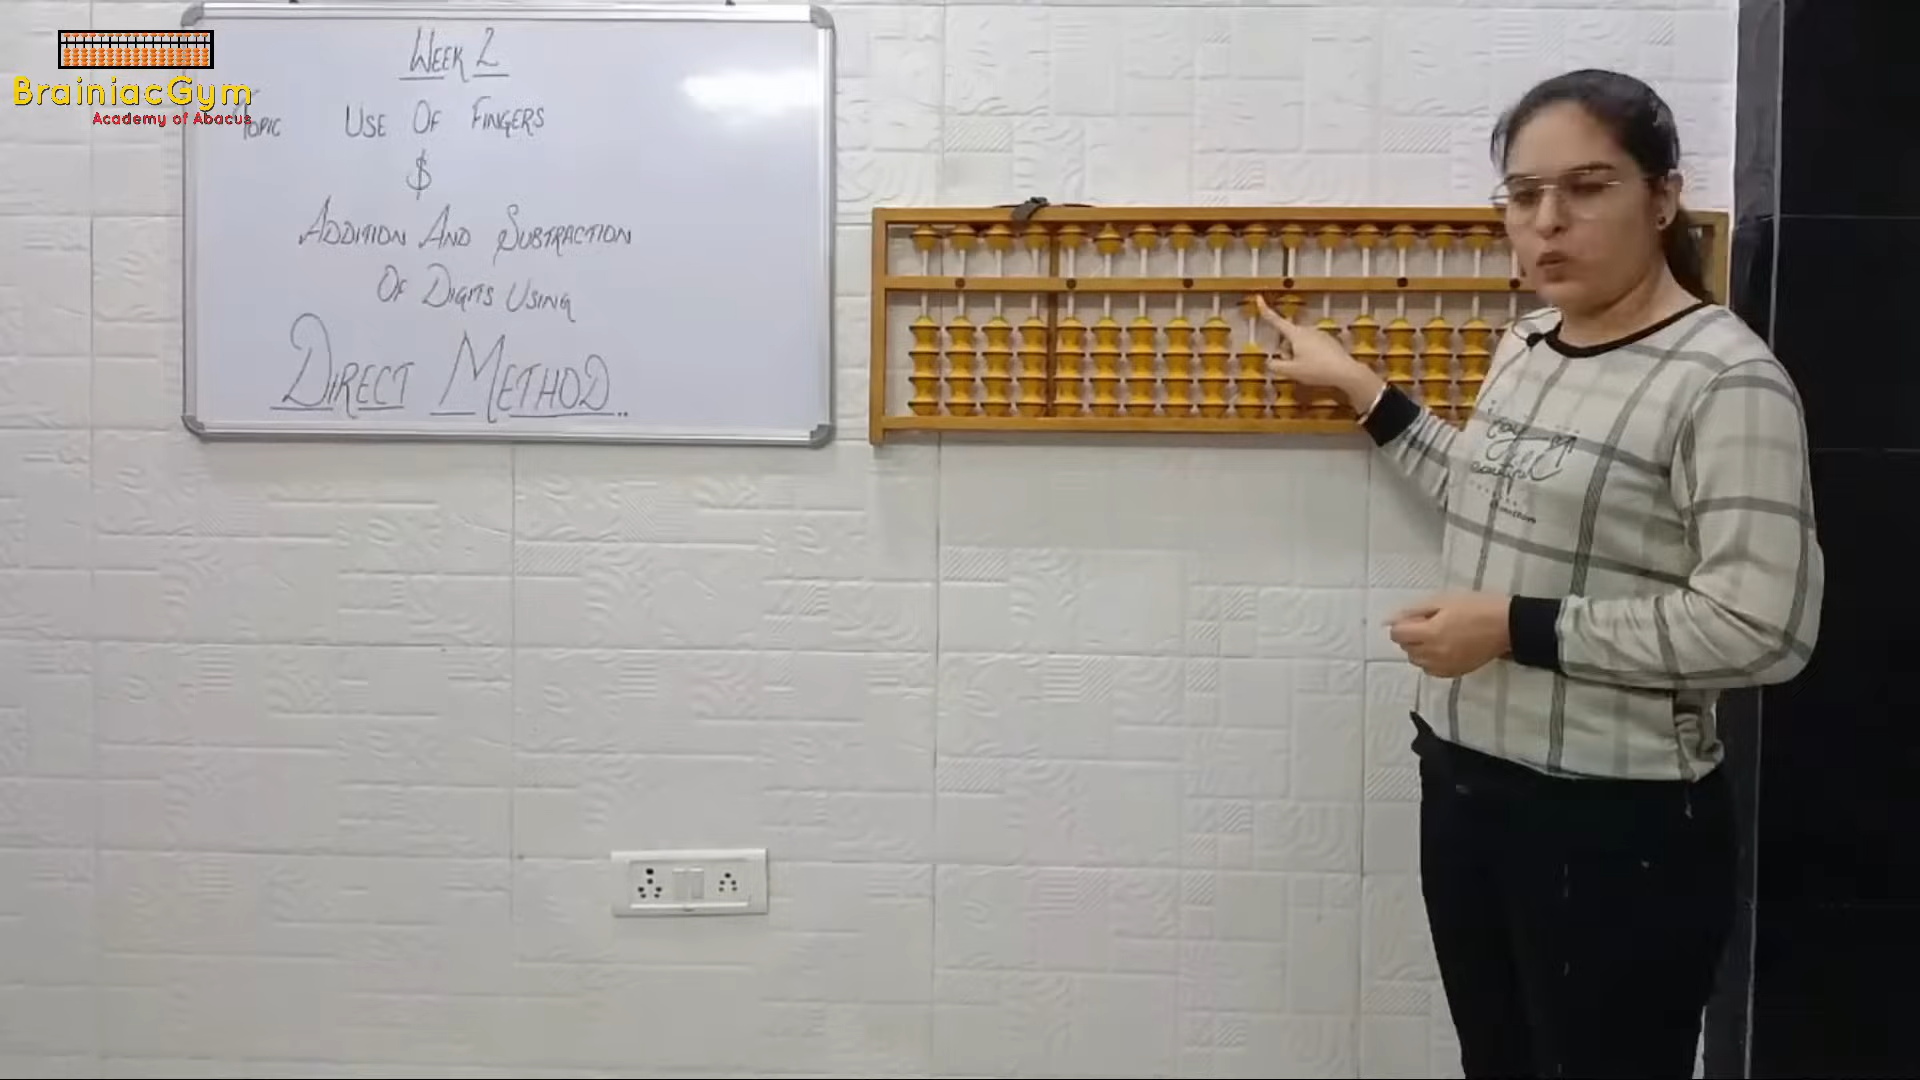 BrainiacGym
Academy of Abacus
WEEK 2
TOPIC USE OF FINGERS
$
ADDITION AND SUBTRACTION
OF DIGITS USING
DIRECT METHOD..